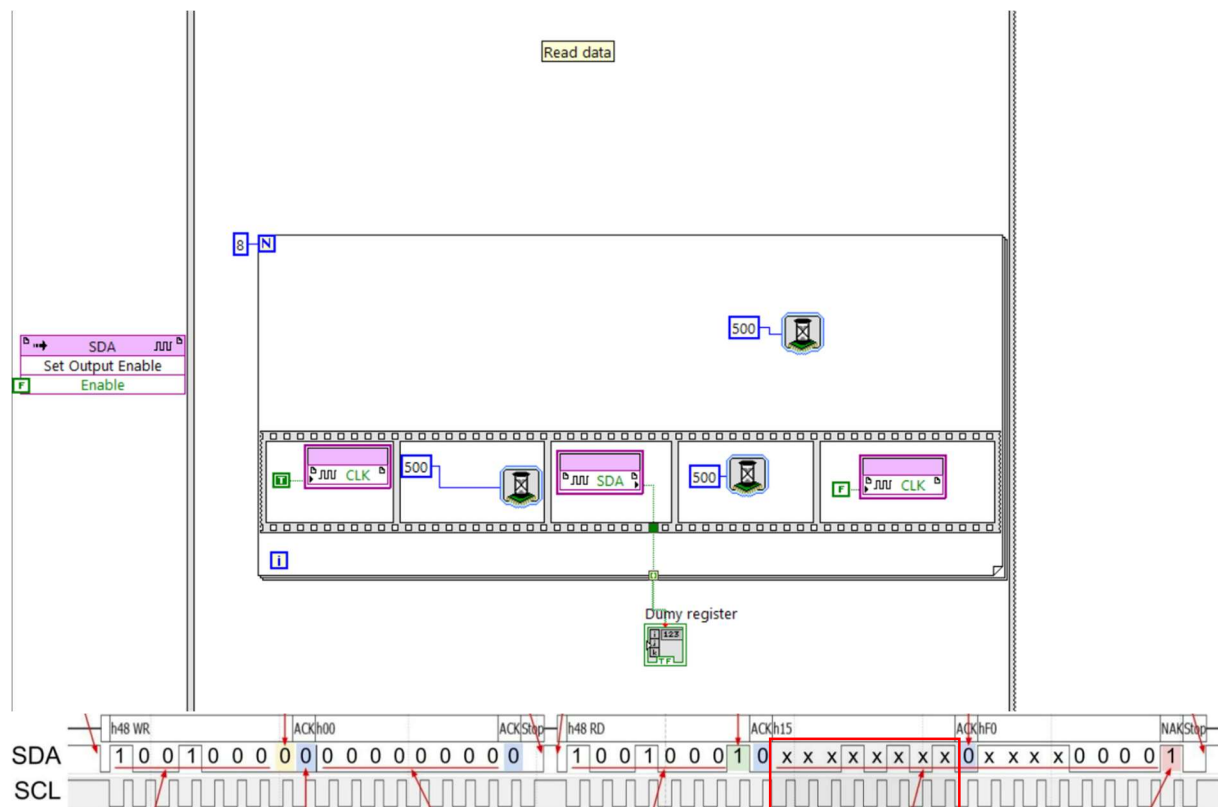 Read data
8 N
500
SDA
Set Output Enable
F Enable
T CLK
500
SDA
500
F CLK
i
Dumy register
i 123
j
k
TF
h48 WR ACK h00 ACK Stop h48 RD ACK h15 ACK hF0 NAK Stop
SDA 1 0 0 1 0 0 0 0 0 0 0 0 0 0 0 0 0 0 1 0 0 1 0 0 0 1 0 x x x x x x x x 0 x x x x 0 0 0 0 1
SCL